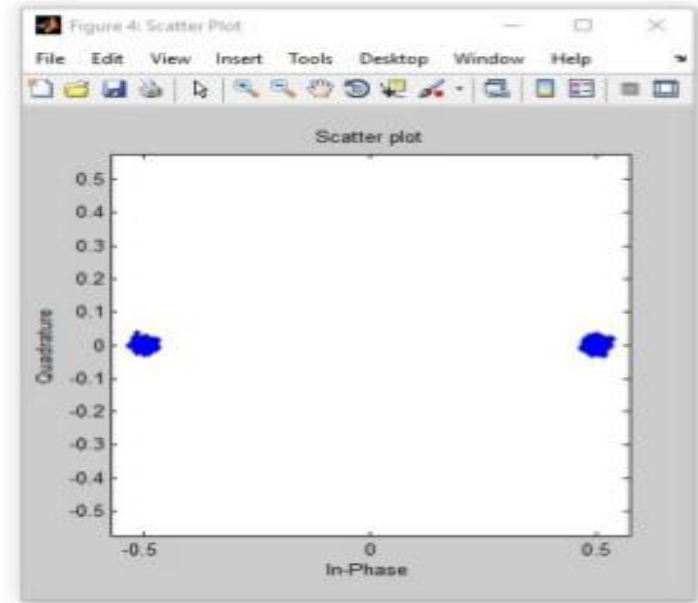 Figure 4: Scatter Plot
File Edit View Insert Tools Desktop Window Help
Scatter plot
0.5
0.4
0.3
0.2
0.1
0
-0.1
-0.2
-0.3
-0.4
-0.5
Quadrature
-0.5 0 0.5
In-Phase